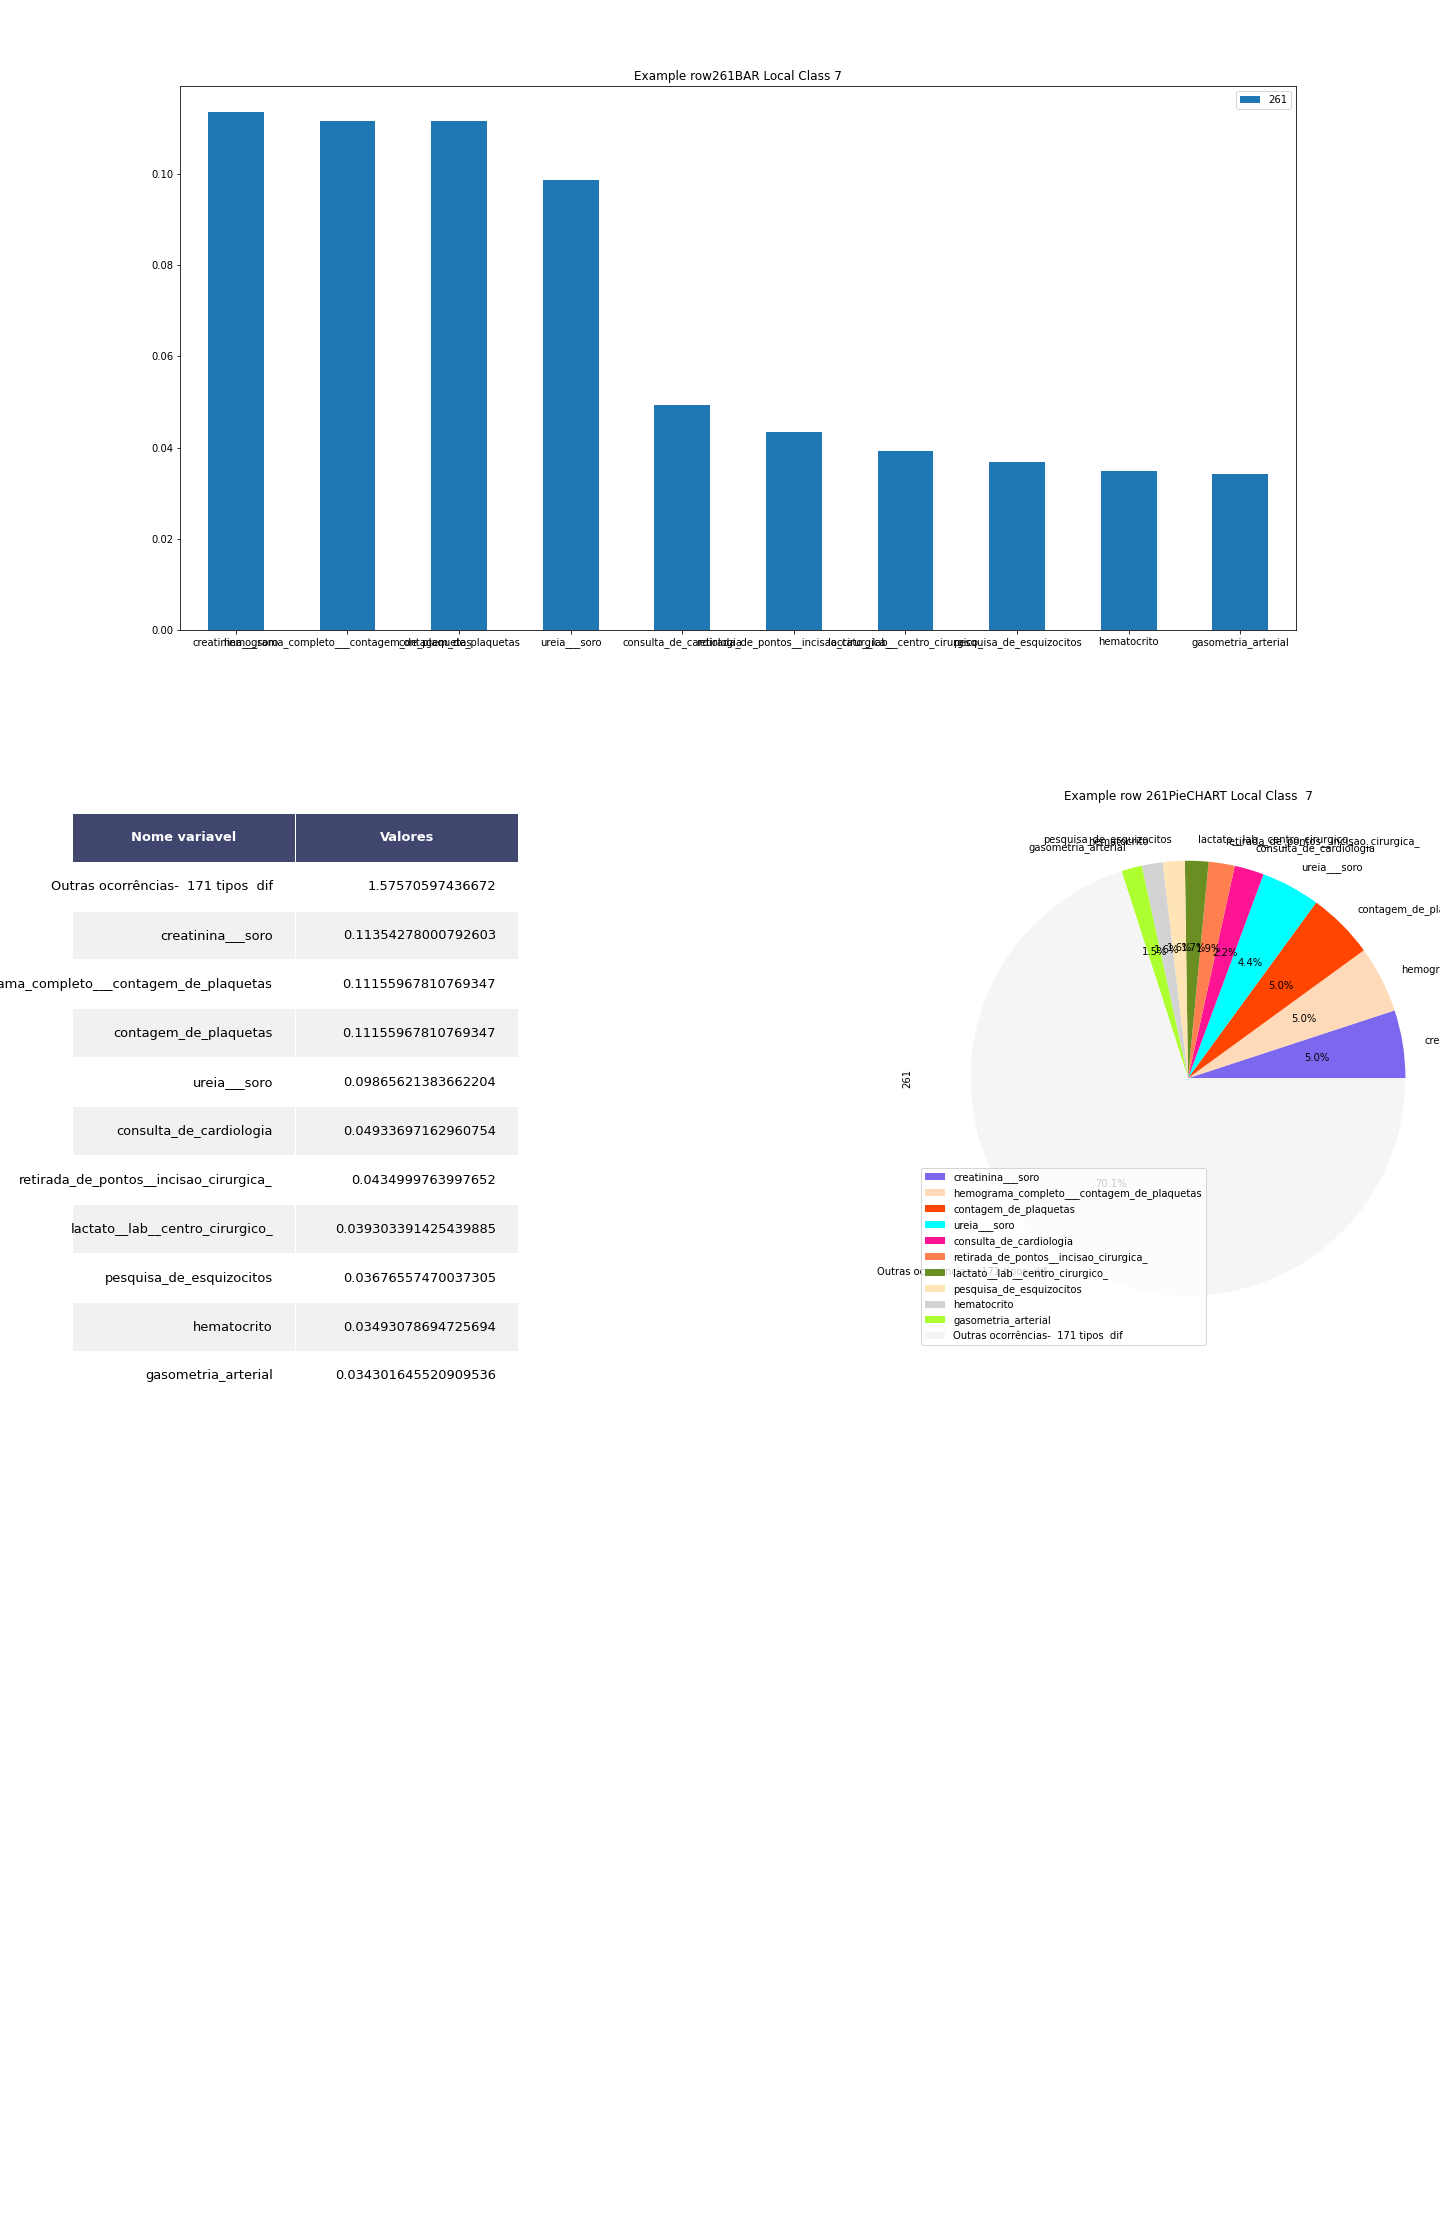 Example row261BAR Local Class 7
261
0.10
0.08
0.06
0.04
0.02
0.00
creatinina___soro
hemograma_completo___contagem_de_plaquetas
contagem_de_plaquetas
ureia___soro
consulta_de_cardiologia
retirada_de_pontos__incisao_cirurgica_
lactato__lab__centro_cirurgico_
pesquisa_de_esquizocitos
hematocrito
gasometria_arterial
Nome variavel Valores
Outras ocorrências-  171 tipos  dif 1.57570597436672
creatinina___soro 0.11354278000792603
ama_completo___contagem_de_plaquetas 0.11155967810769347
contagem_de_plaquetas 0.11155967810769347
ureia___soro 0.09865621383662204
consulta_de_cardiologia 0.04933697162960754
retirada_de_pontos__incisao_cirurgica_ 0.0434999763997652
lactato__lab__centro_cirurgico_ 0.039303391425439885
pesquisa_de_esquizocitos 0.03676557470037305
hematocrito 0.03493078694725694
gasometria_arterial 0.034301645520909536
Example row 261PieCHART Local Class  7
pesquisa_de_esquizocitos
hematocrito
gasometria_arterial
lactato__lab__centro_cirurgico_
retirada_de_pontos__incisao_cirurgica_
consulta_de_cardiologia
ureia___soro
contagem_de_pla
hemogr
cre
1.5%
1.6%
1.6%
1.7%
1.9%
2.2%
4.4%
5.0%
5.0%
5.0%
261
70.1%
Outras ocorrências-  171 tipos  dif
creatinina___soro
hemograma_completo___contagem_de_plaquetas
contagem_de_plaquetas
ureia___soro
consulta_de_cardiologia
retirada_de_pontos__incisao_cirurgica_
lactato__lab__centro_cirurgico_
pesquisa_de_esquizocitos
hematocrito
gasometria_arterial
Outras ocorrências-  171 tipos  dif